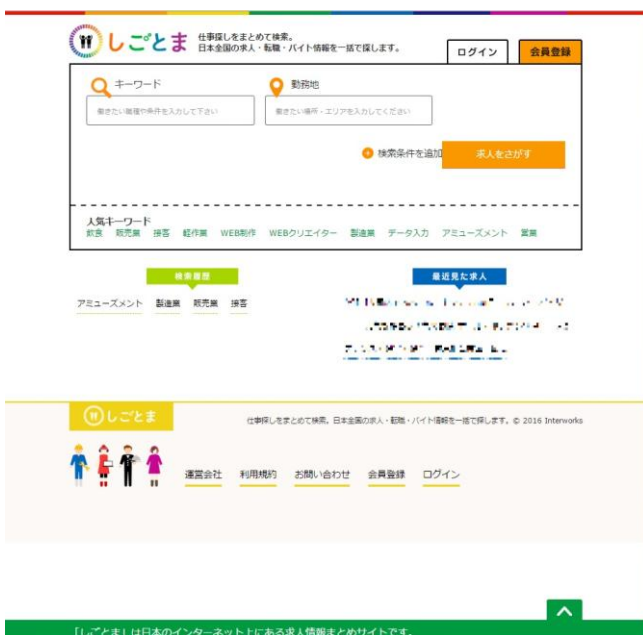 しごとま
仕事探しをまとめて検索。
日本全国の求人・転職・バイト情報を一括で探します。
ログイン
会員登録
キーワード
勤務地
働きたい職種や条件を入力して下さい
働きたい場所・エリアを入力してください
検索条件を追加
求人をさがす
人気キーワード
飲食 販売業 接客 軽作業 WEB制作 WEBクリエイター 製造業 データ入力 アミューズメント 営業
検索履歴
最近見た求人
アミューズメント 製造業 販売業 接客
しごとま
仕事探しをまとめて検索。日本全国の求人・転職・バイト情報を一括で探します。© 2016 Interworks
運営会社 利用規約 お問い合わせ 会員登録 ログイン
「しごとま」は日本のインターネット上にある求人情報まとめサイトです。